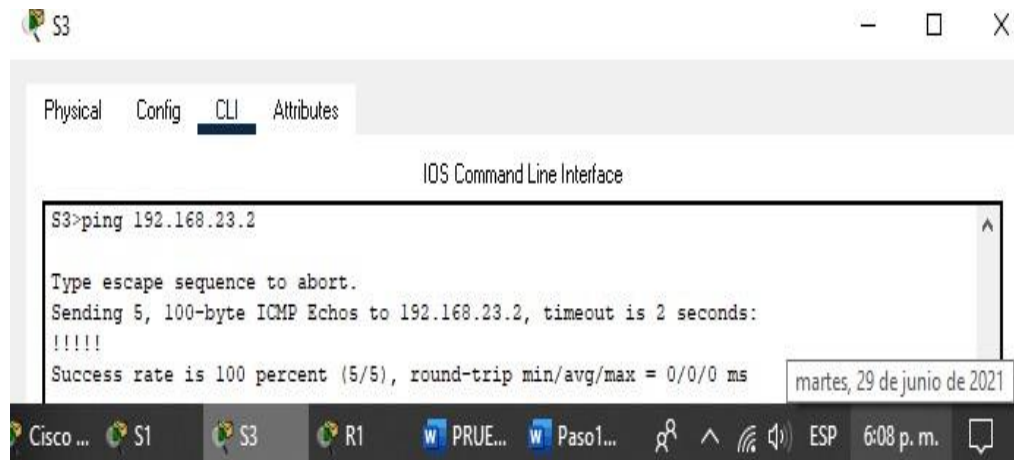 S3
Physical Config CLI Attributes
IOS Command Line Interface
S3>ping 192.168.23.2
Type escape sequence to abort.
Sending 5, 100-byte ICMP Echos to 192.168.23.2, timeout is 2 seconds:
!!!!!
Success rate is 100 percent (5/5), round-trip min/avg/max = 0/0/0 ms
martes, 29 de junio de 2021
Cisco ... S1 S3 R1 PRUE... Paso1... ESP 6:08 p. m.